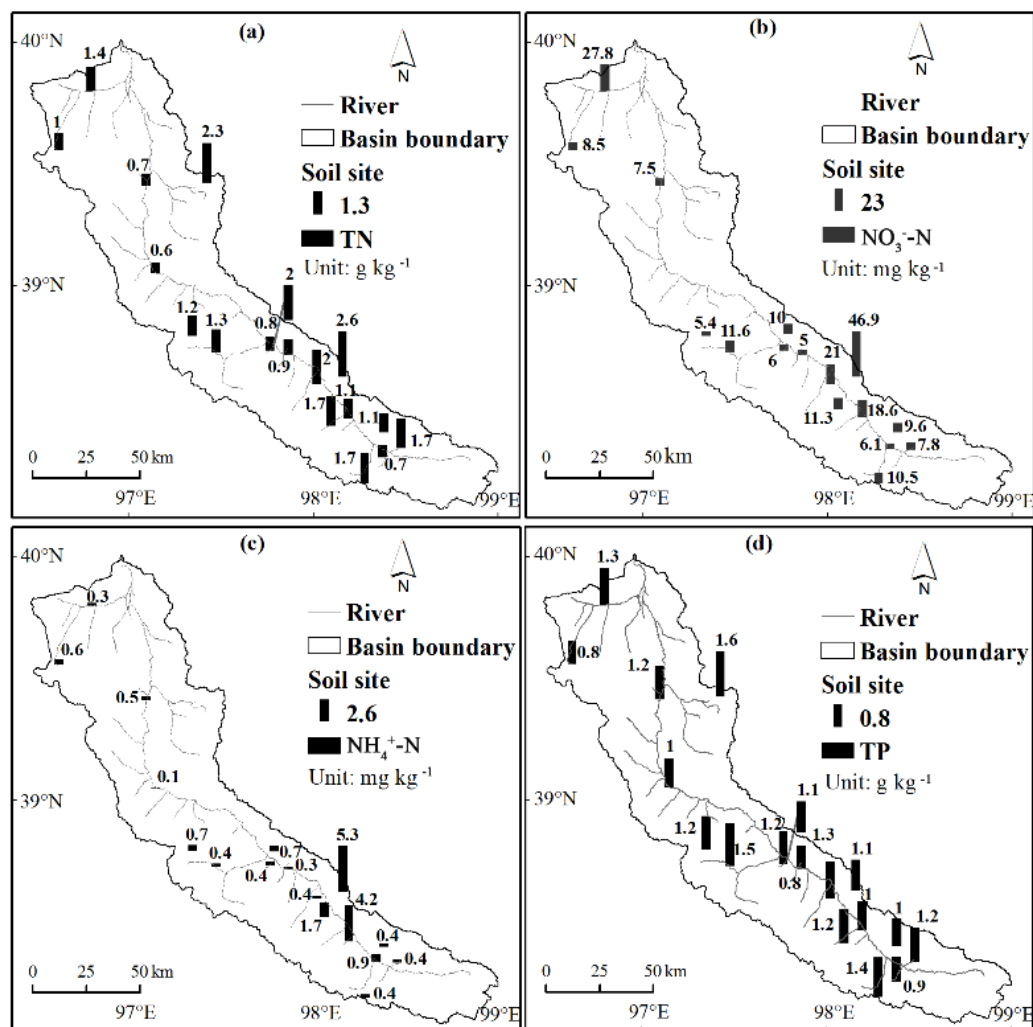 (a)
40°N
1.4
N
River
Basin boundary
Soil site
1.3
TN
Unit: g kg⁻¹
1
2.3
0.7
0.6
39°N
2
1.2
1.3
0.8
2.6
0.9
2
1.7
1.1
1.1
1.7
1.7
0.7
0 25 50 km
97°E 98°E 99°E
(b)
40°N
27.8
N
River
Basin boundary
Soil site
23
NO₃⁻-N
Unit: mg kg⁻¹
8.5
7.5
39°N
5.4
11.6
10
46.9
6
5
21
11.3
18.6
9.6
6.1
7.8
10.5
0 25 50 km
97°E 98°E 99°E
(c)
40°N
0.3
N
River
Basin boundary
Soil site
2.6
NH₄⁺-N
Unit: mg kg⁻¹
0.6
0.5
0.1
39°N
0.7
0.4
0.7
5.3
0.4
0.3
0.4
4.2
1.7
0.4
0.9
0.4
0.4
0 25 50 km
97°E 98°E 99°E
(d)
40°N
1.3
N
River
Basin boundary
Soil site
0.8
TP
Unit: g kg⁻¹
0.8
1.6
1.2
1
39°N
1.1
1.2
1.5
1.2
1.3
1.1
0.8
1
1.2
1
1.2
1.4
0.9
0 25 50 km
97°E 98°E 99°E